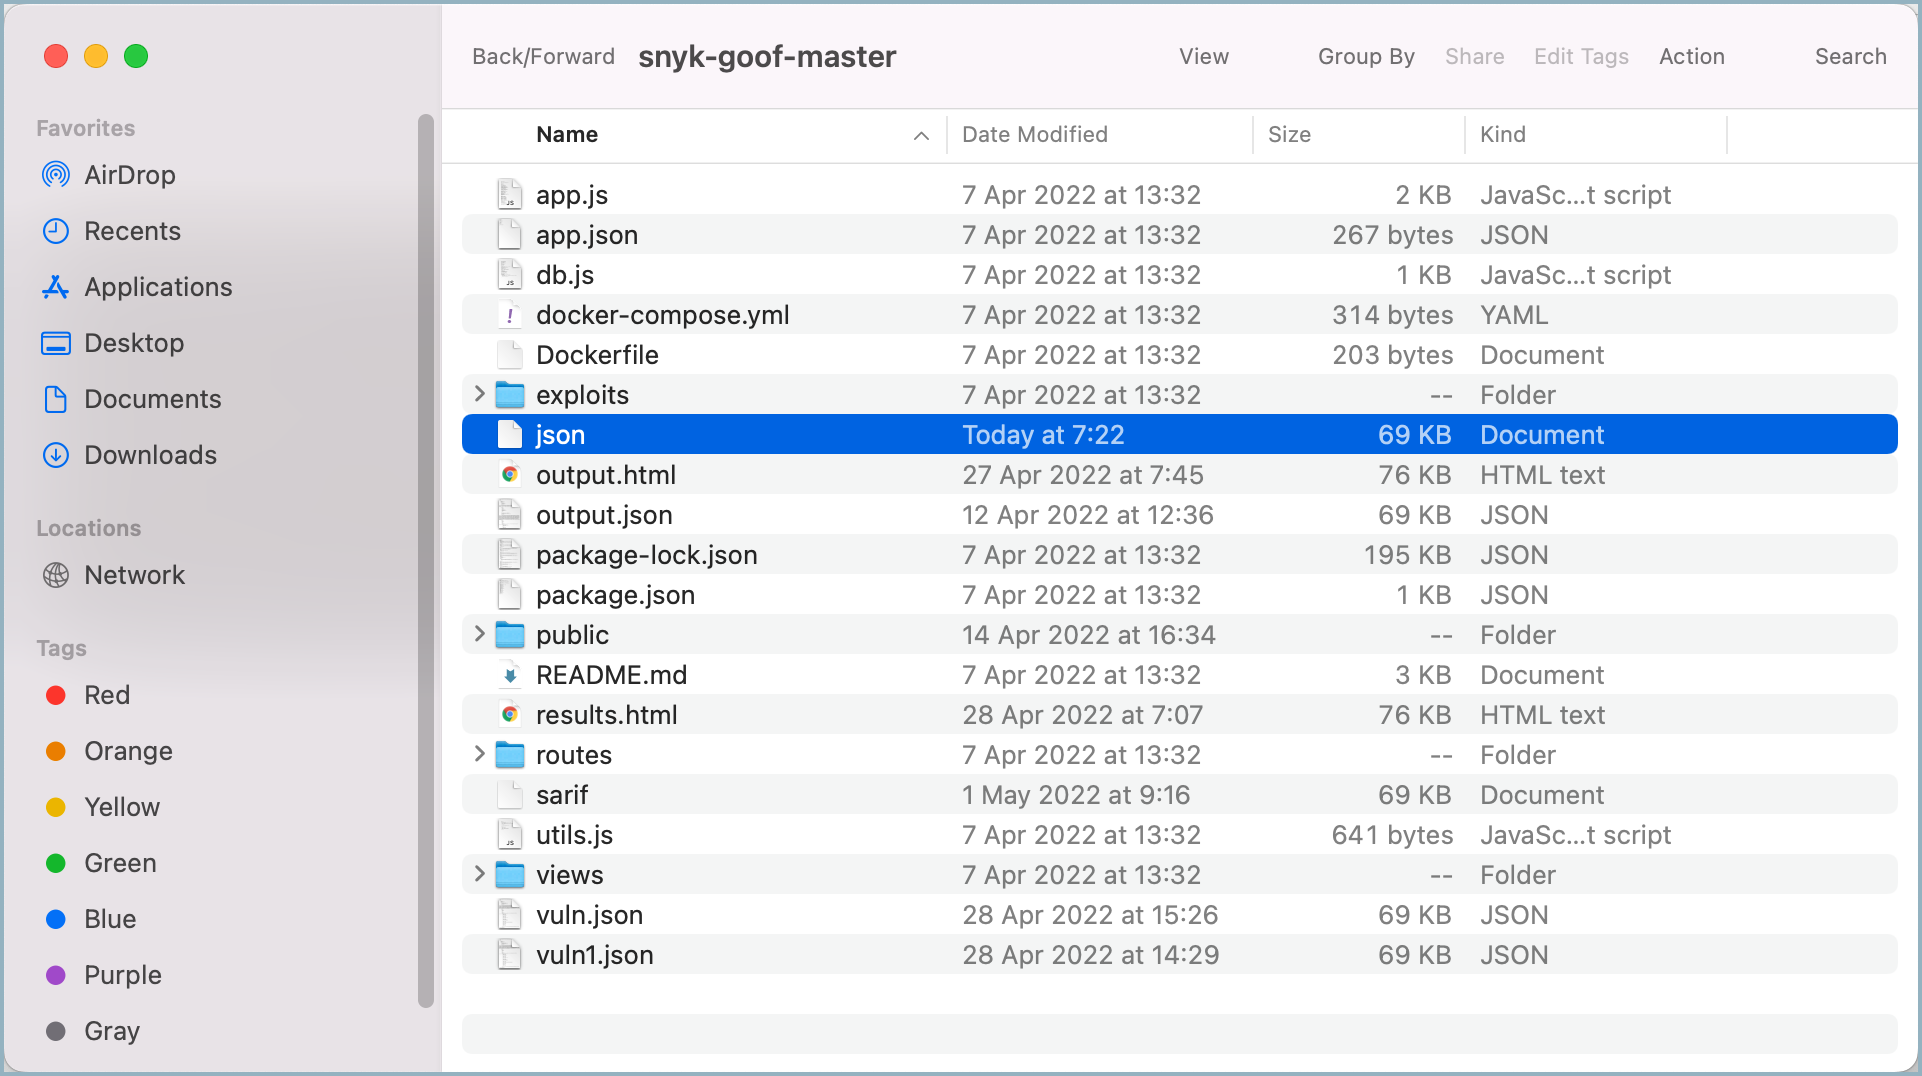 Back/Forward snyk-goof-master View Group By Share Edit Tags Action Search
Favorites
AirDrop
Recents
Applications
Desktop
Documents
Downloads
Locations
Network
Tags
Red
Orange
Yellow
Green
Blue
Purple
Gray
Name Date Modified Size Kind
app.js 7 Apr 2022 at 13:32 2 KB JavaSc...t script
app.json 7 Apr 2022 at 13:32 267 bytes JSON
db.js 7 Apr 2022 at 13:32 1 KB JavaSc...t script
docker-compose.yml 7 Apr 2022 at 13:32 314 bytes YAML
Dockerfile 7 Apr 2022 at 13:32 203 bytes Document
exploits 7 Apr 2022 at 13:32 -- Folder
json Today at 7:22 69 KB Document
output.html 27 Apr 2022 at 7:45 76 KB HTML text
output.json 12 Apr 2022 at 12:36 69 KB JSON
package-lock.json 7 Apr 2022 at 13:32 195 KB JSON
package.json 7 Apr 2022 at 13:32 1 KB JSON
public 14 Apr 2022 at 16:34 -- Folder
README.md 7 Apr 2022 at 13:32 3 KB Document
results.html 28 Apr 2022 at 7:07 76 KB HTML text
routes 7 Apr 2022 at 13:32 -- Folder
sarif 1 May 2022 at 9:16 69 KB Document
utils.js 7 Apr 2022 at 13:32 641 bytes JavaSc...t script
views 7 Apr 2022 at 13:32 -- Folder
vuln.json 28 Apr 2022 at 15:26 69 KB JSON
vuln1.json 28 Apr 2022 at 14:29 69 KB JSON